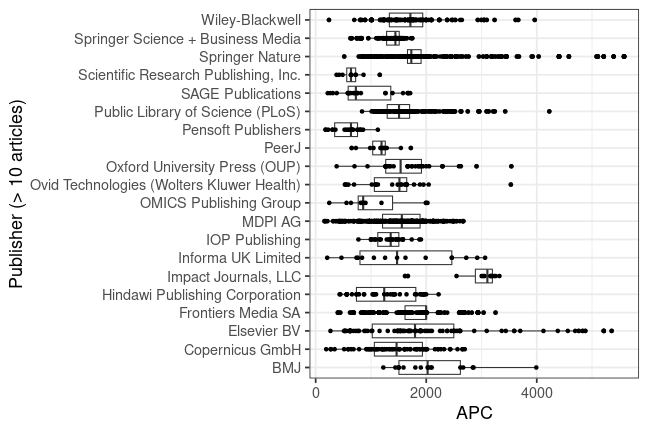 Publisher (> 10 articles)
Wiley-Blackwell
Springer Science + Business Media
Springer Nature
Scientific Research Publishing, Inc.
SAGE Publications
Public Library of Science (PLoS)
Pensoft Publishers
PeerJ
Oxford University Press (OUP)
Ovid Technologies (Wolters Kluwer Health)
OMICS Publishing Group
MDPI AG
IOP Publishing
Informa UK Limited
Impact Journals, LLC
Hindawi Publishing Corporation
Frontiers Media SA
Elsevier BV
Copernicus GmbH
BMJ
0 2000 4000
APC